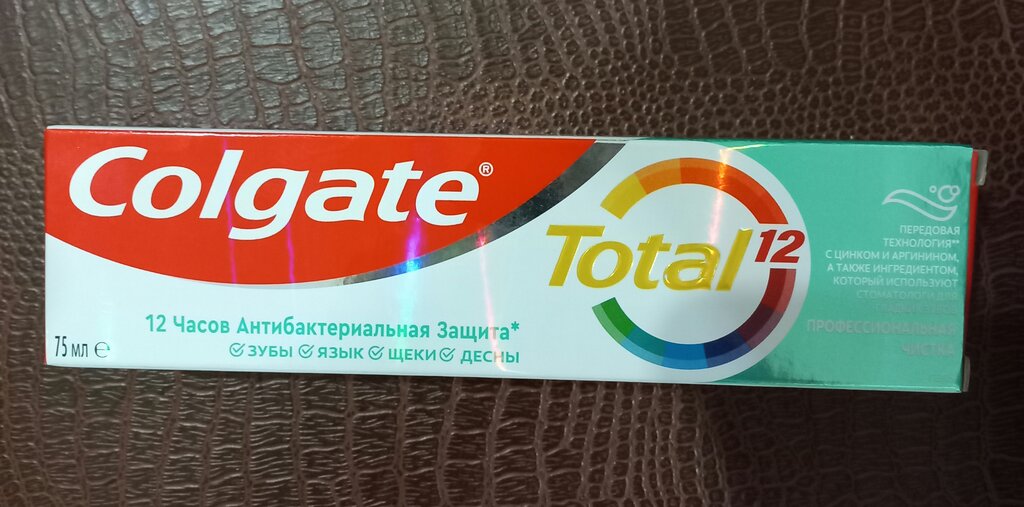 Colgate®
Total 12
12 Часов Антибактериальная Защита*
ЗУБЫ ЯЗЫК ЩЕКИ ДЕСНЫ
75 мл ℮
ПЕРЕДОВАЯ
ТЕХНОЛОГИЯ**
С ЦИНКОМ И АРГИНИНОМ,
А ТАКЖЕ ИНГРЕДИЕНТОМ,
КОТОРЫЙ ИСПОЛЬЗУЮТ
СТОМАТОЛОГИ ДЛЯ
ПРОФЕССИОНАЛЬНАЯ
ЧИСТКА